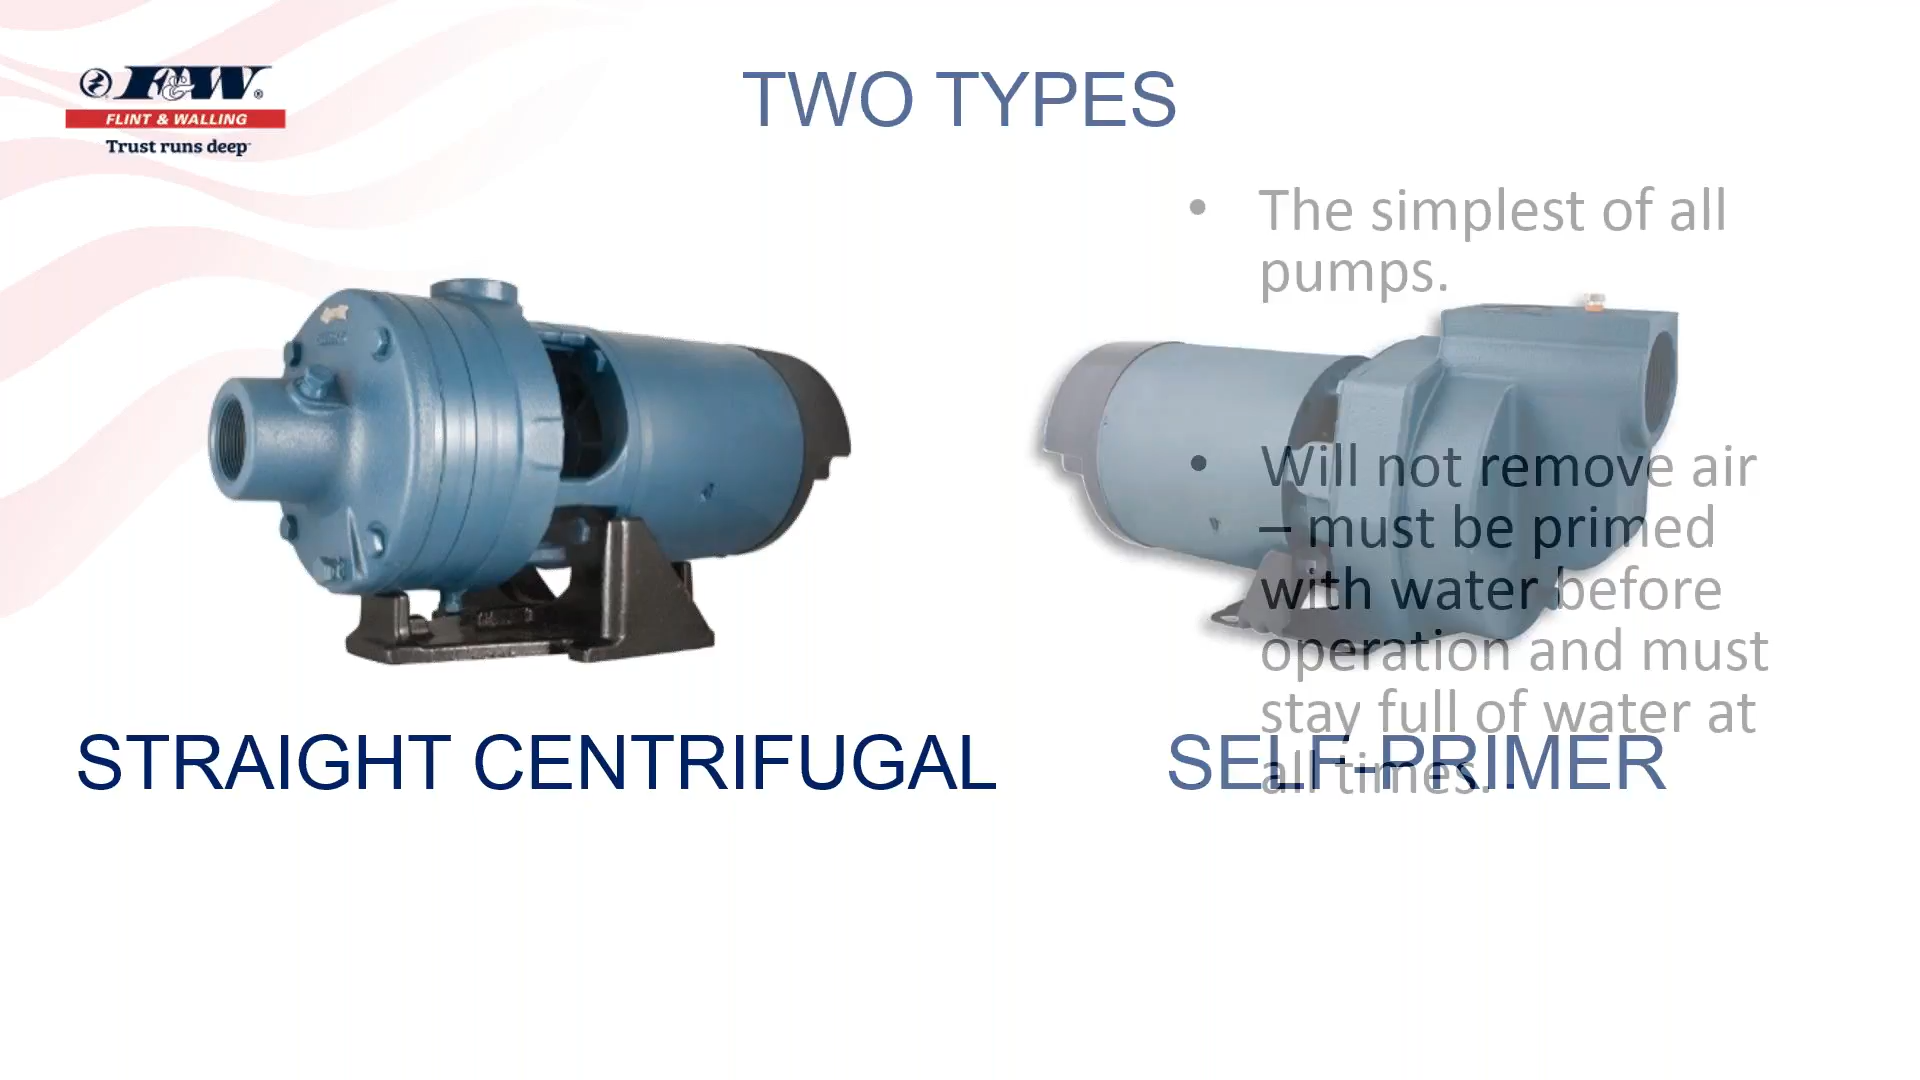 F&W®
FLINT & WALLING
Trust runs deep
TWO TYPES
• The simplest of all
pumps.
• Will not remove air
– must be primed
with water before
operation and must
stay full of water at
all times.
STRAIGHT CENTRIFUGAL
SELF-PRIMER